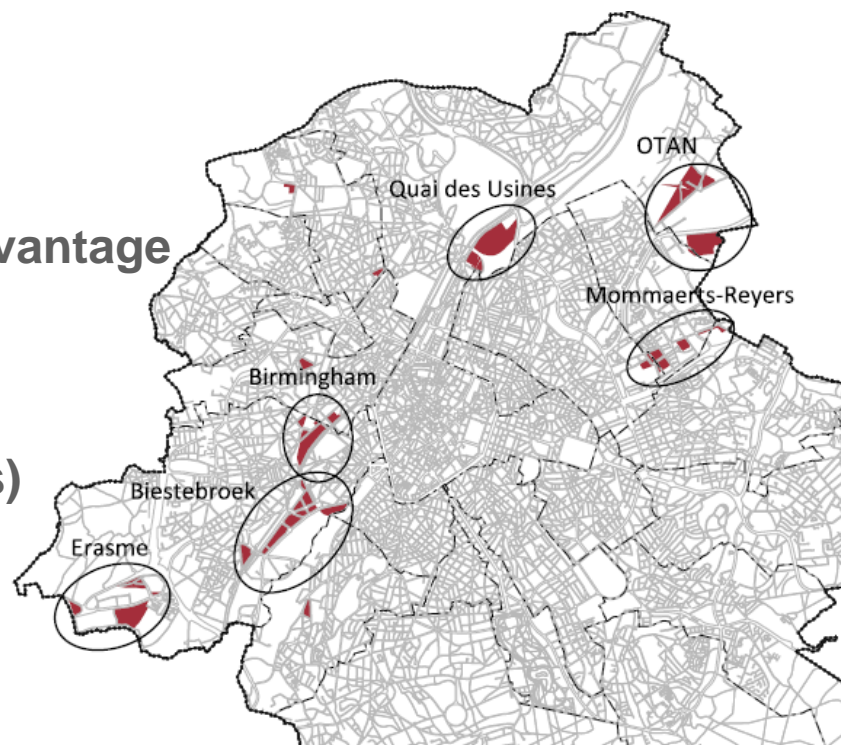 OTAN
Quai des Usines
vantage
Mommaerts-Reyers
Birmingham
s)
Biestebroek
Erasme